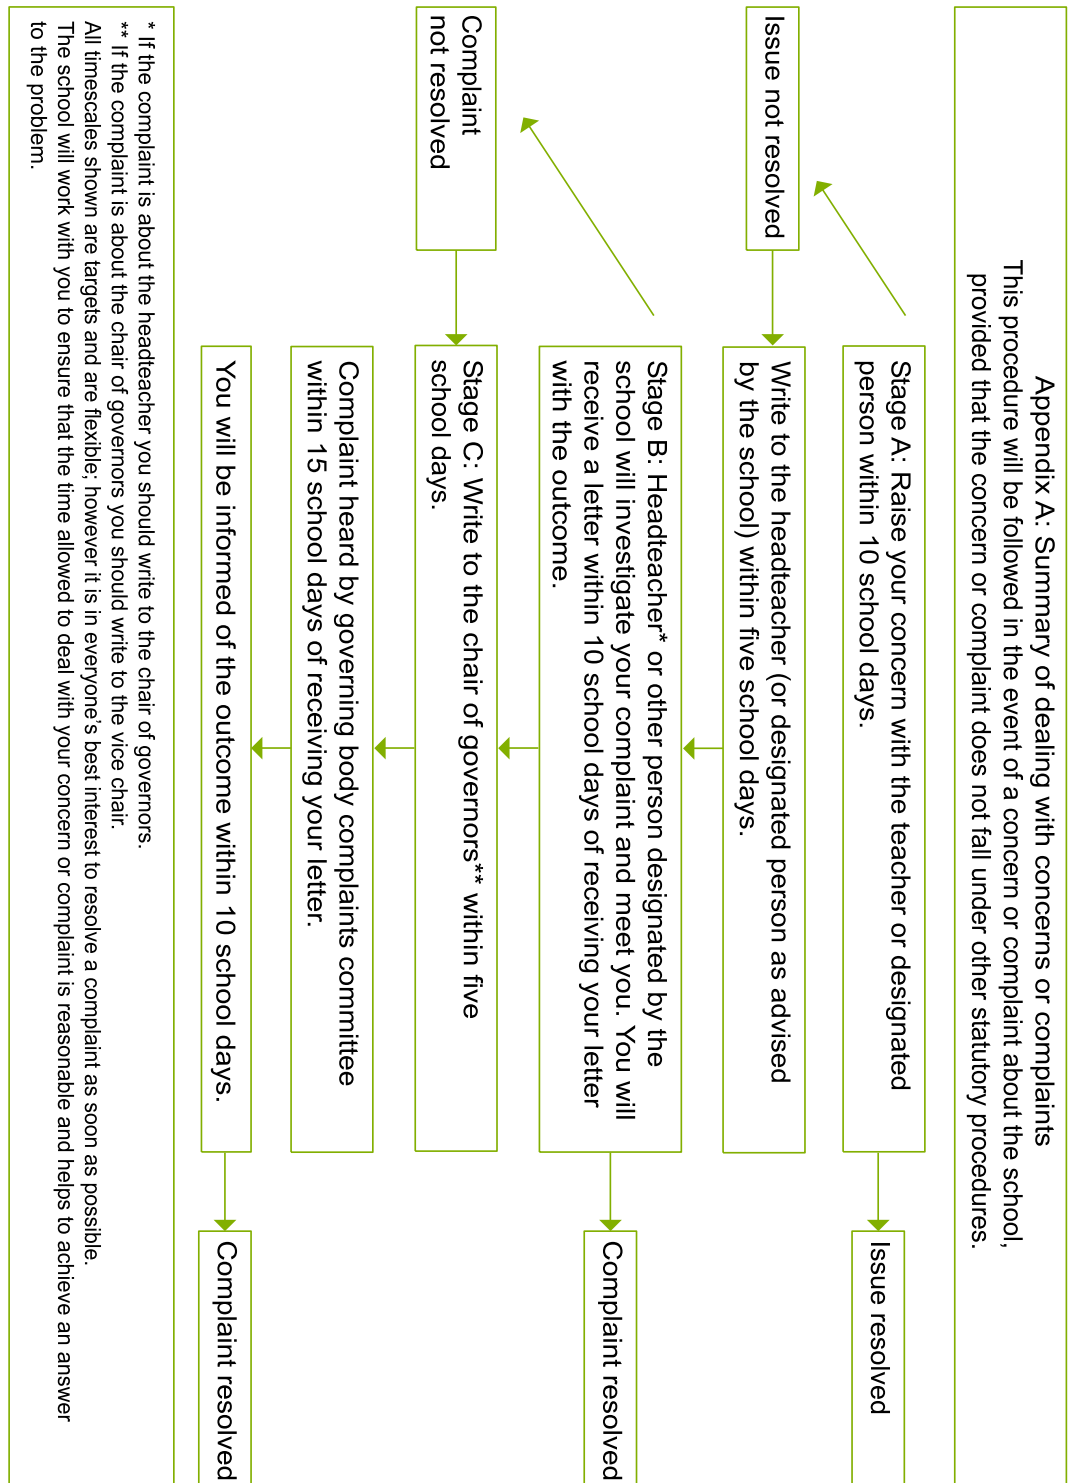 Appendix A: Summary of dealing with concerns or complaints
This procedure will be followed in the event of a concern or complaint about the school,
provided that the concern or complaint does not fall under other statutory procedures.
Stage A: Raise your concern with the teacher or designated
person within 10 school days.
Issue resolved
Issue not resolved
Write to the headteacher (or designated person as advised
by the school) within five school days.
Stage B: Headteacher* or other person designated by the
school will investigate your complaint and meet you. You will
receive a letter within 10 school days of receiving your letter
with the outcome.
Complaint resolved
Complaint
not resolved
Stage C: Write to the chair of governors** within five
school days.
Complaint heard by governing body complaints committee
within 15 school days of receiving your letter.
You will be informed of the outcome within 10 school days.
Complaint resolved
* If the complaint is about the headteacher you should write to the chair of governors.
** If the complaint is about the chair of governors you should write to the vice chair.
All timescales shown are targets and are flexible; however it is in everyone's best interest to resolve a complaint as soon as possible.
The school will work with you to ensure that the time allowed to deal with your concern or complaint is reasonable and helps to achieve an answer
to the problem.